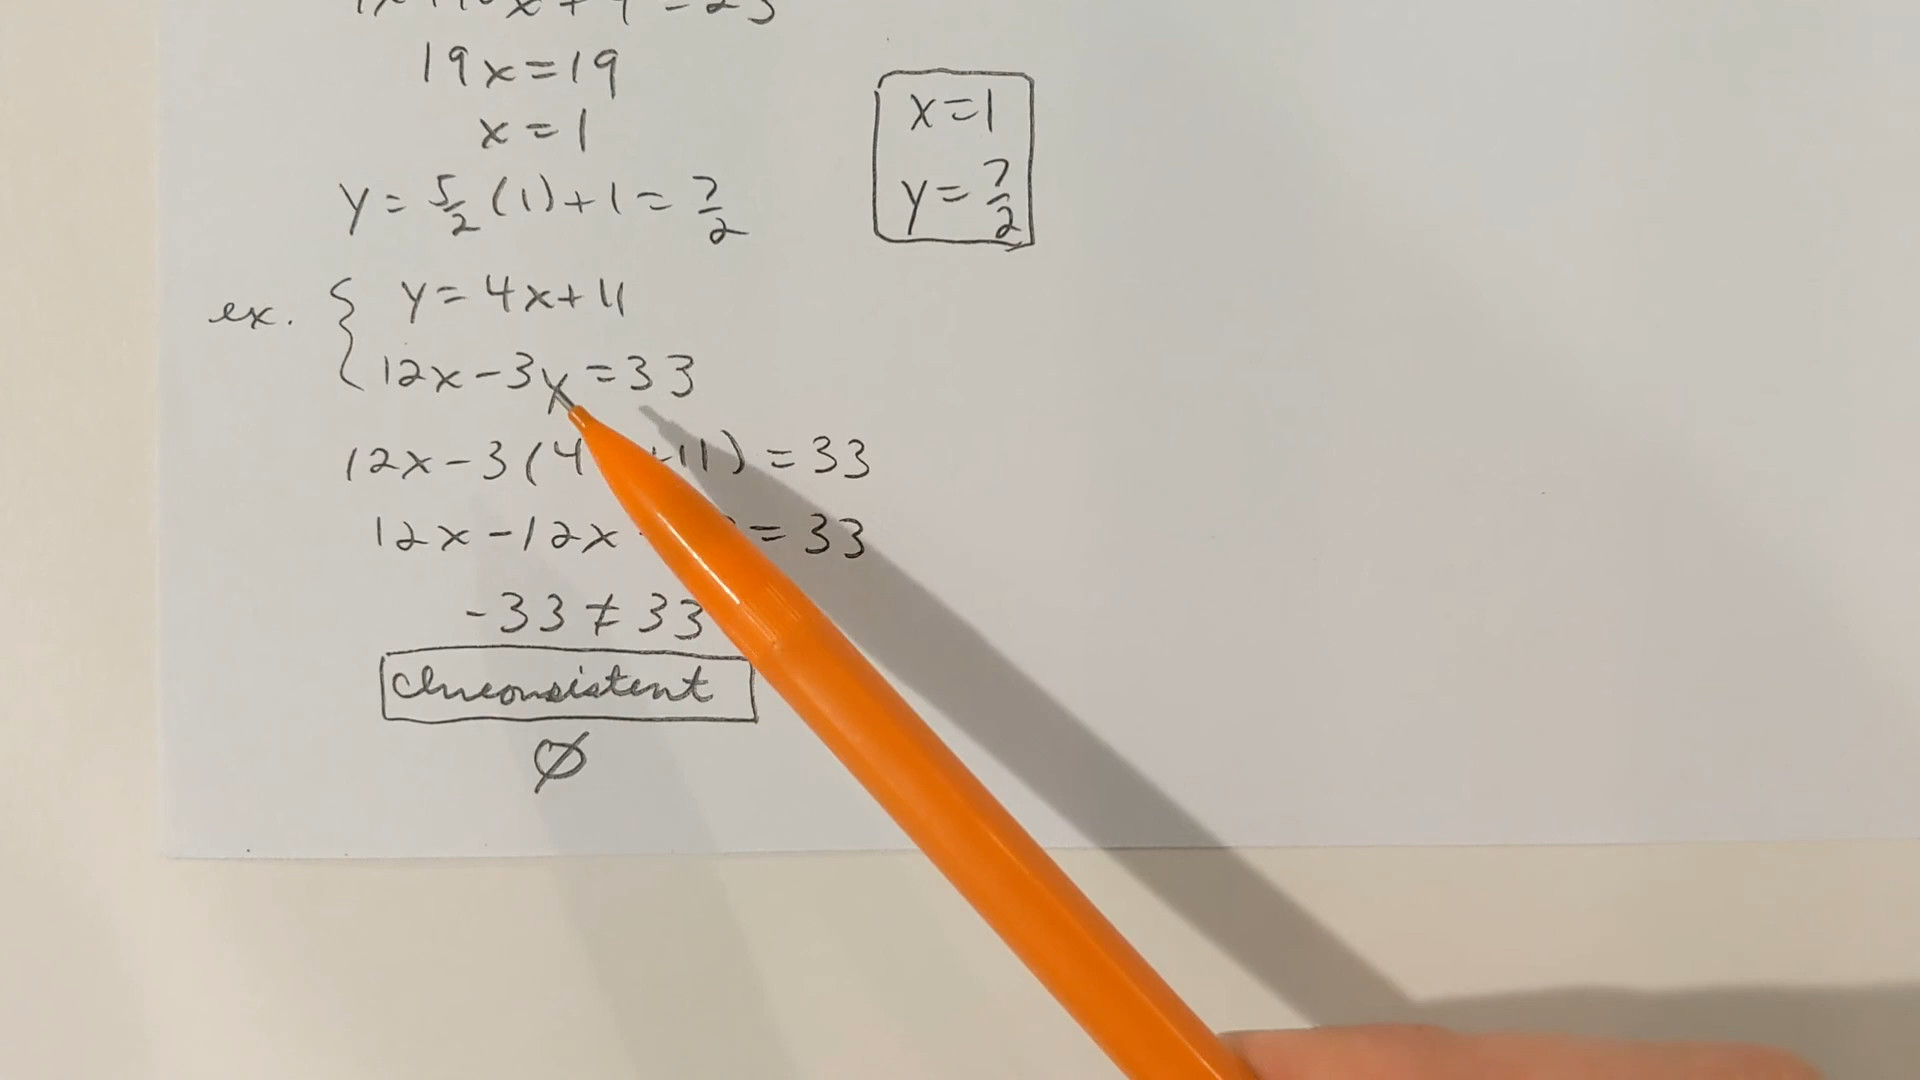 19x=19
x=1
y=5/2(1)+1=7/2
x=1
y=7/2
ex. { y=4x+11
12x-3y=33
12x-3(4 +11)=33
12x-12x =33
-33≠33
Inconsistent
∅